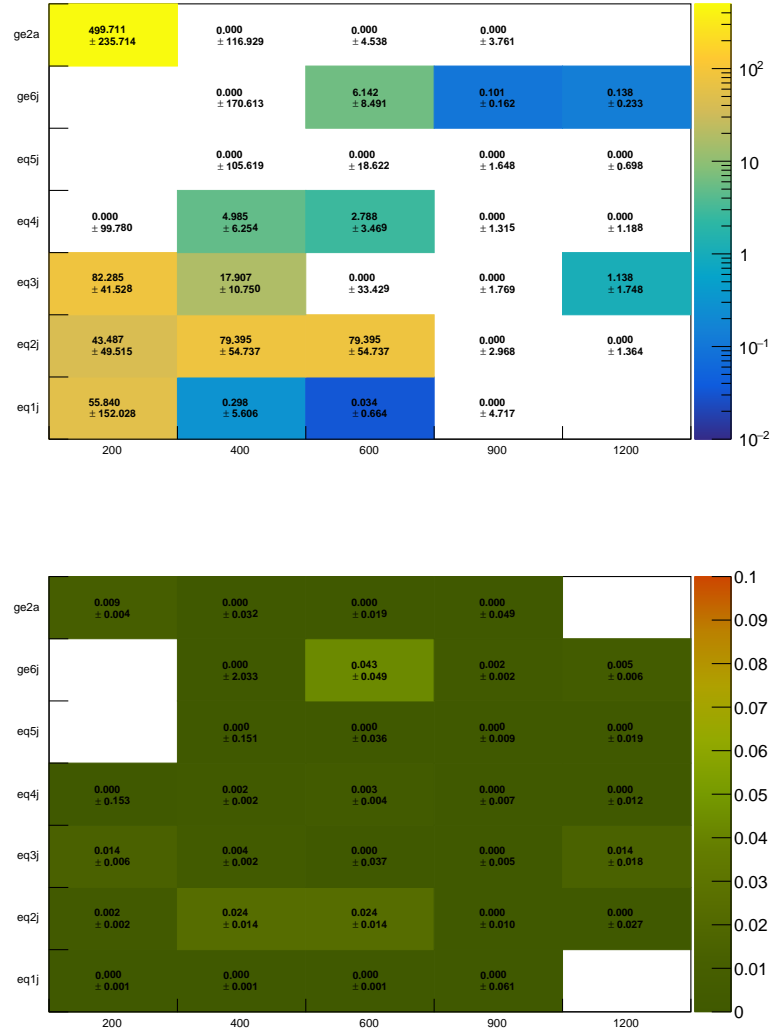 ge2a 499.711 0.000 0.000 0.000
± 235.714 ± 116.929 ± 4.538 ± 3.761
10²
ge6j 0.000 6.142 0.101 0.138
± 170.613 ± 8.491 ± 0.162 ± 0.233
10
eq5j 0.000 0.000 0.000 0.000
± 105.619 ± 18.622 ± 1.648 ± 0.698
eq4j 0.000 4.985 2.788 0.000 0.000
± 99.780 ± 6.254 ± 3.469 ± 1.315 ± 1.188
1
eq3j 82.285 17.907 0.000 0.000 1.138
± 41.528 ± 10.750 ± 33.429 ± 1.769 ± 1.748
eq2j 43.487 79.395 79.395 0.000 0.000
± 49.515 ± 54.737 ± 54.737 ± 2.968 ± 1.364
10⁻¹
eq1j 55.840 0.298 0.034 0.000
± 152.028 ± 5.606 ± 0.664 ± 4.717
10⁻²
200 400 600 900 1200
0.1
ge2a 0.009 0.000 0.000 0.000
± 0.004 ± 0.032 ± 0.019 ± 0.049
0.09
0.08
ge6j 0.000 0.043 0.002 0.005
± 2.033 ± 0.049 ± 0.002 ± 0.006
0.07
eq5j 0.000 0.000 0.000 0.000
± 0.151 ± 0.036 ± 0.009 ± 0.019
0.06
0.05
eq4j 0.000 0.002 0.003 0.000 0.000
± 0.153 ± 0.002 ± 0.004 ± 0.007 ± 0.012
0.04
eq3j 0.014 0.004 0.000 0.000 0.014
± 0.006 ± 0.002 ± 0.037 ± 0.005 ± 0.018
0.03
eq2j 0.002 0.024 0.024 0.000 0.000
± 0.002 ± 0.014 ± 0.014 ± 0.010 ± 0.027
0.02
0.01
eq1j 0.000 0.000 0.000 0.000
± 0.001 ± 0.001 ± 0.001 ± 0.061
0
200 400 600 900 1200